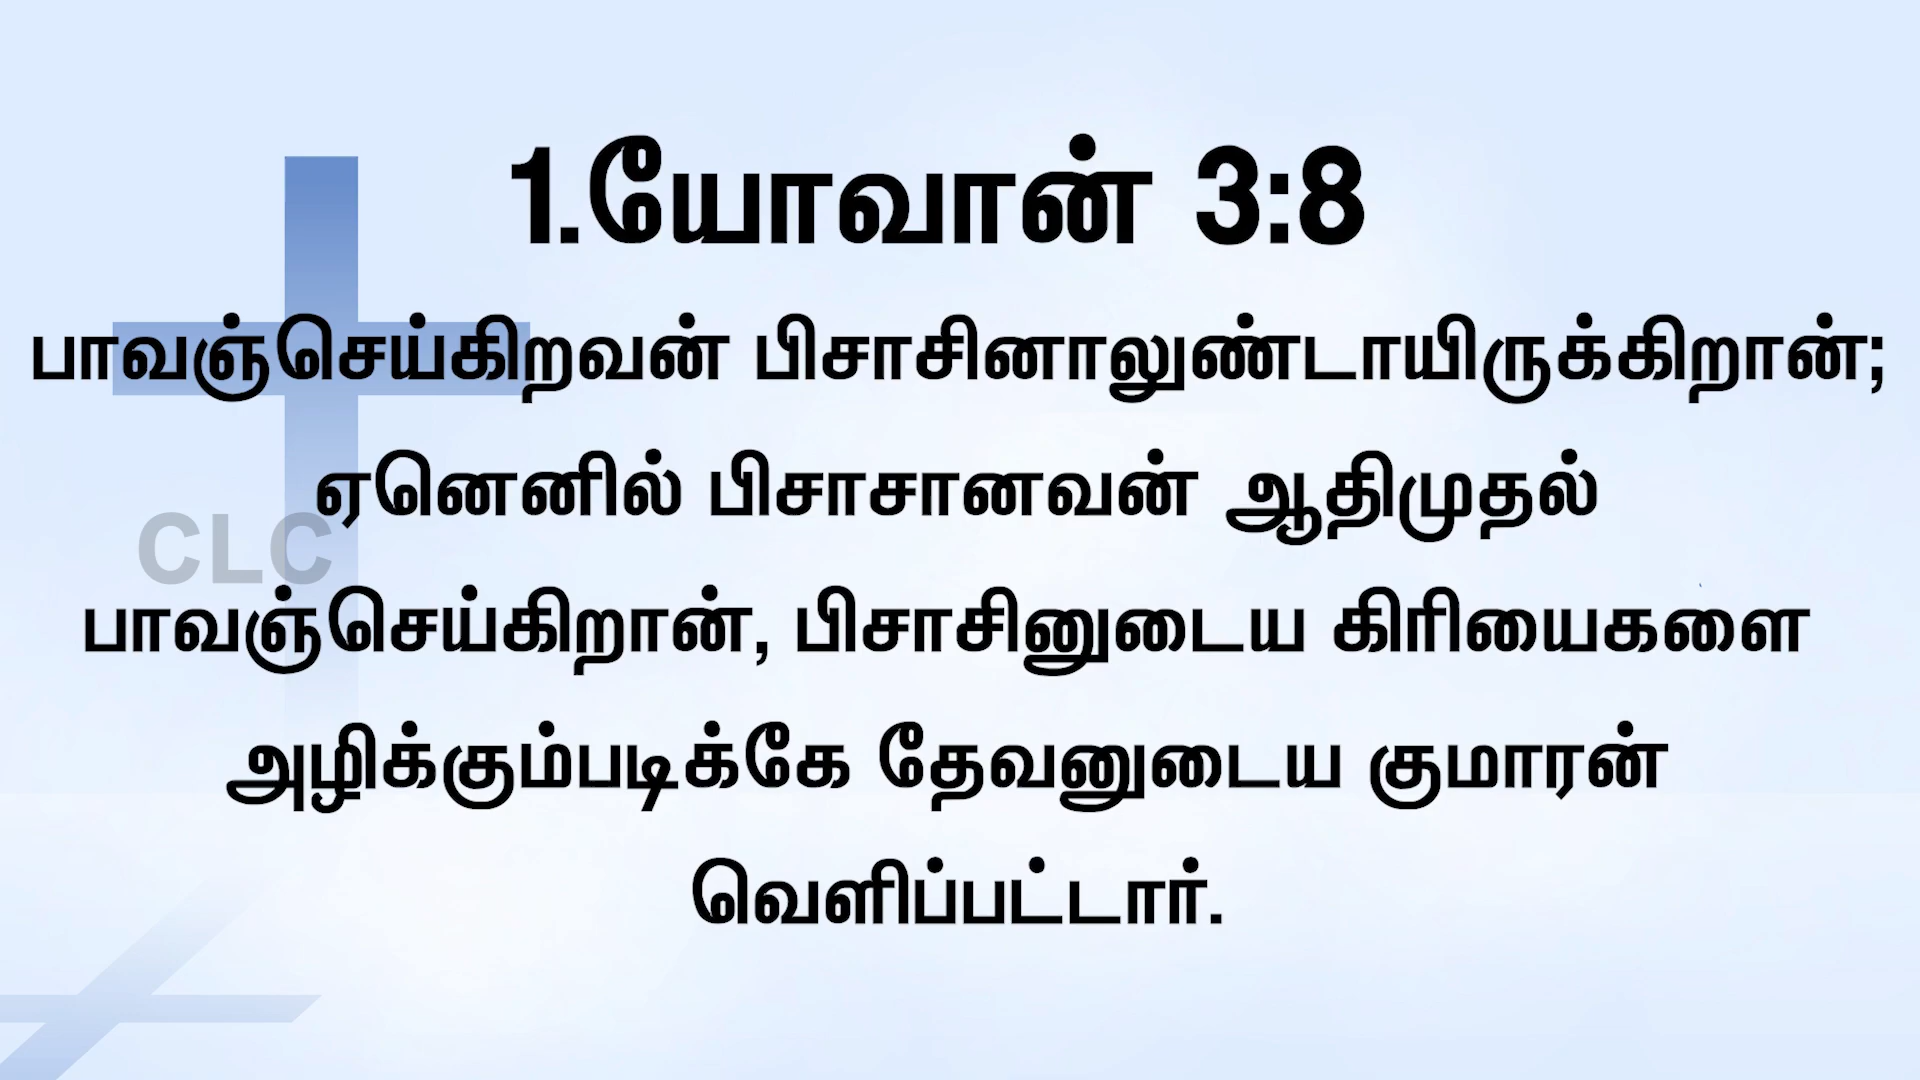 1.யோவான் 3:8
பாவஞ்செய்கிறவன் பிசாசினாலுண்டாயிருக்கிறான்;
ஏனெனில் பிசாசானவன் ஆதிமுதல்
CLC
பாவஞ்செய்கிறான், பிசாசினுடைய கிரியைகளை
அழிக்கும்படிக்கே தேவனுடைய குமாரன்
வெளிப்பட்டார்.